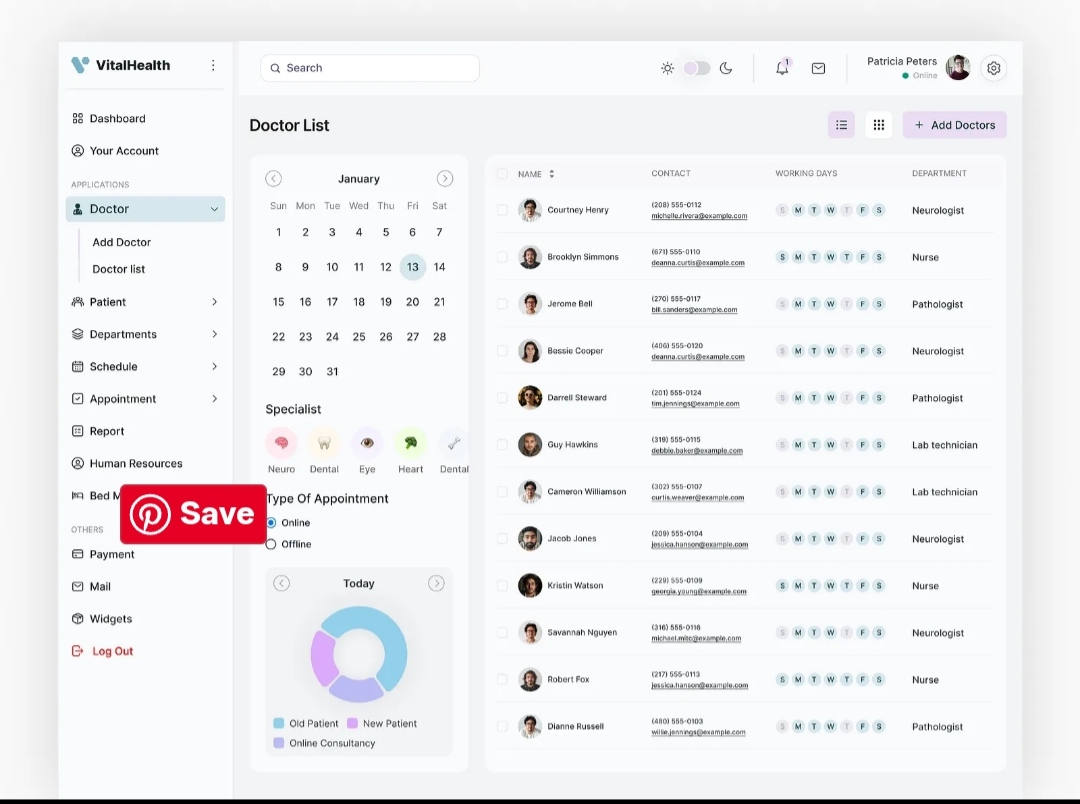 VitalHealth
Search
1
Patricia Peters
Online
Dashboard
Your Account
APPLICATIONS
Doctor
Add Doctor
Doctor list
Patient
Departments
Schedule
Appointment
Report
Human Resources
Bed M
Save
OTHERS
Payment
Mail
Widgets
Log Out
Doctor List
+ Add Doctors
January
Sun Mon Tue Wed Thu Fri Sat
1 2 3 4 5 6 7
8 9 10 11 12 13 14
15 16 17 18 19 20 21
22 23 24 25 26 27 28
29 30 31
Specialist
Neuro Dental Eye Heart Dental
Type Of Appointment
Online
Offline
Today
Old Patient New Patient
Online Consultancy
NAME CONTACT WORKING DAYS DEPARTMENT
Courtney Henry (208) 555-0112 michelle.rivera@example.com S M T W T F S Neurologist
Brooklyn Simmons (671) 555-0110 deanna.curtis@example.com S M T W T F S Nurse
Jerome Bell (270) 555-0117 bill.sanders@example.com S M T W T F S Pathologist
Bessie Cooper (406) 555-0120 deanna.curtis@example.com S M T W T F S Neurologist
Darrell Steward (201) 555-0124 tim.jennings@example.com S M T W T F S Pathologist
Guy Hawkins (319) 555-0115 debbie.baker@example.com S M T W T F S Lab technician
Cameron Williamson (302) 555-0107 curtis.weaver@example.com S M T W T F S Lab technician
Jacob Jones (209) 555-0104 jessica.hanson@example.com S M T W T F S Neurologist
Kristin Watson (229) 555-0109 georgia.young@example.com S M T W T F S Nurse
Savannah Nguyen (316) 555-0116 michael.mitc@example.com S M T W T F S Neurologist
Robert Fox (217) 555-0113 jessica.hanson@example.com S M T W T F S Nurse
Dianne Russell (480) 555-0103 willie.jennings@example.com S M T W T F S Pathologist